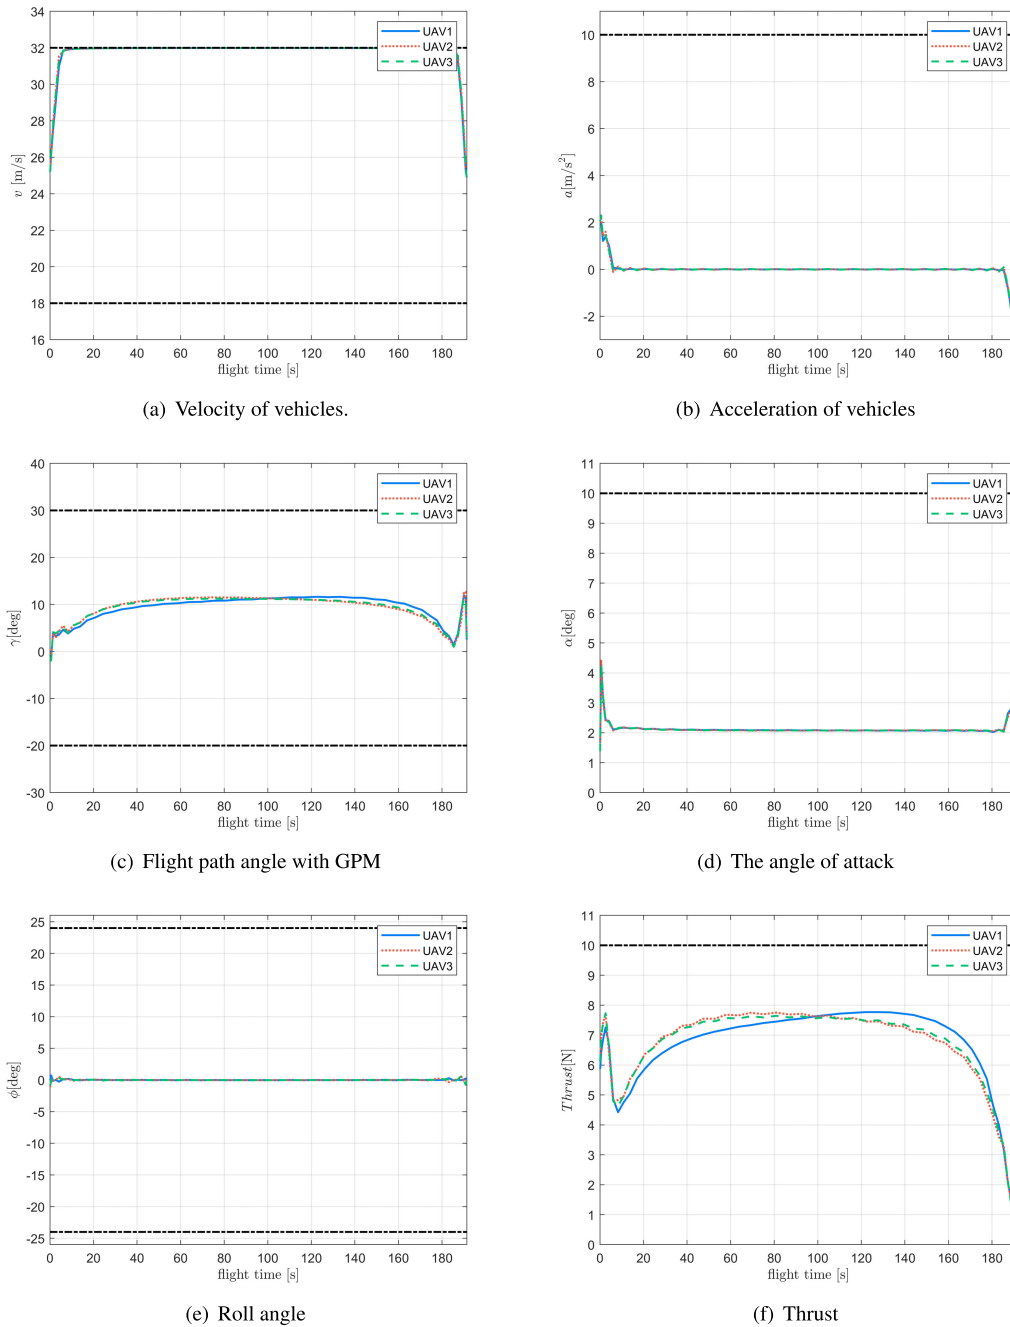 34
32
30
28
26
24
22
20
18
16
v [m/s]
UAV1
UAV2
UAV3
0 20 40 60 80 100 120 140 160 180
flight time [s]
(a) Velocity of vehicles.
10
8
6
4
2
0
-2
a[m/s²]
UAV1
UAV2
UAV3
0 20 40 60 80 100 120 140 160 180
flight time [s]
(b) Acceleration of vehicles
40
30
20
10
0
-10
-20
-30
γ[deg]
UAV1
UAV2
UAV3
0 20 40 60 80 100 120 140 160 180
flight time [s]
(c) Flight path angle with GPM
11
10
9
8
7
6
5
4
3
2
1
0
α[deg]
UAV1
UAV2
UAV3
0 20 40 60 80 100 120 140 160 180
flight time [s]
(d) The angle of attack
25
20
15
10
5
0
-5
-10
-15
-20
-25
ϕ[deg]
UAV1
UAV2
UAV3
0 20 40 60 80 100 120 140 160 180
flight time [s]
(e) Roll angle
11
10
9
8
7
6
5
4
3
2
1
0
Thrust[N]
UAV1
UAV2
UAV3
0 20 40 60 80 100 120 140 160 180
flight time [s]
(f) Thrust